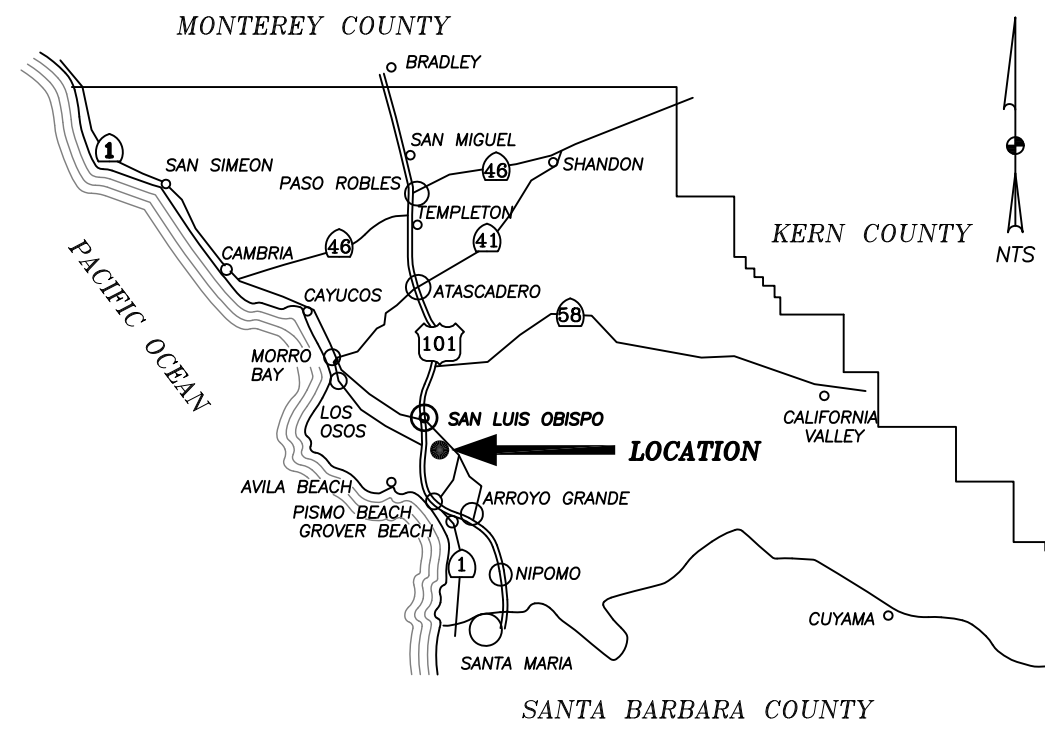 MONTEREY COUNTY
BRADLEY
1
SAN MIGUEL
SAN SIMEON
46
SHANDON
PASO ROBLES
TEMPLETON
KERN COUNTY
46
41
NTS
CAMBRIA
PACIFIC OCEAN
CAYUCOS
ATASCADERO
58
101
MORRO
BAY
LOS
OSOS
SAN LUIS OBISPO
CALIFORNIA
VALLEY
LOCATION
AVILA BEACH
ARROYO GRANDE
PISMO BEACH
GROVER BEACH
1
NIPOMO
CUYAMA
SANTA MARIA
SANTA BARBARA COUNTY